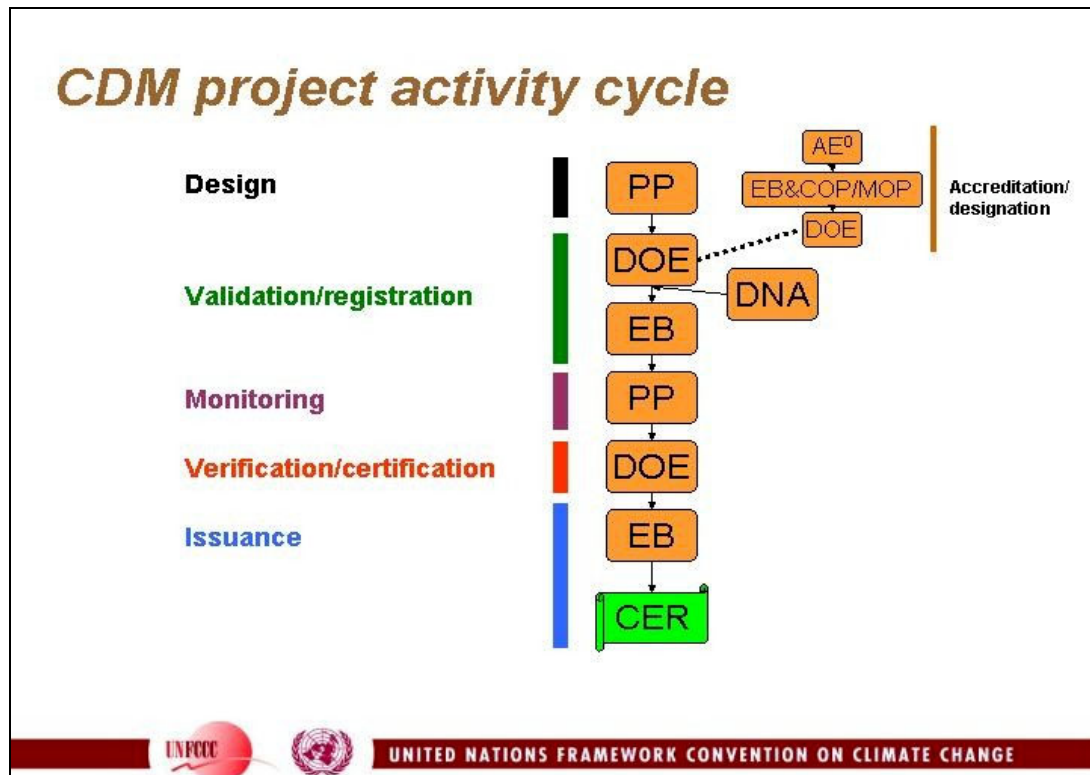 CDM project activity cycle
Design
PP
AE⁰
EB&COP/MOP
DOE
Accreditation/
designation
DOE
DNA
Validation/registration
EB
Monitoring
PP
Verification/certification
DOE
Issuance
EB
CER
UNFCCC
UNITED NATIONS FRAMEWORK CONVENTION ON CLIMATE CHANGE